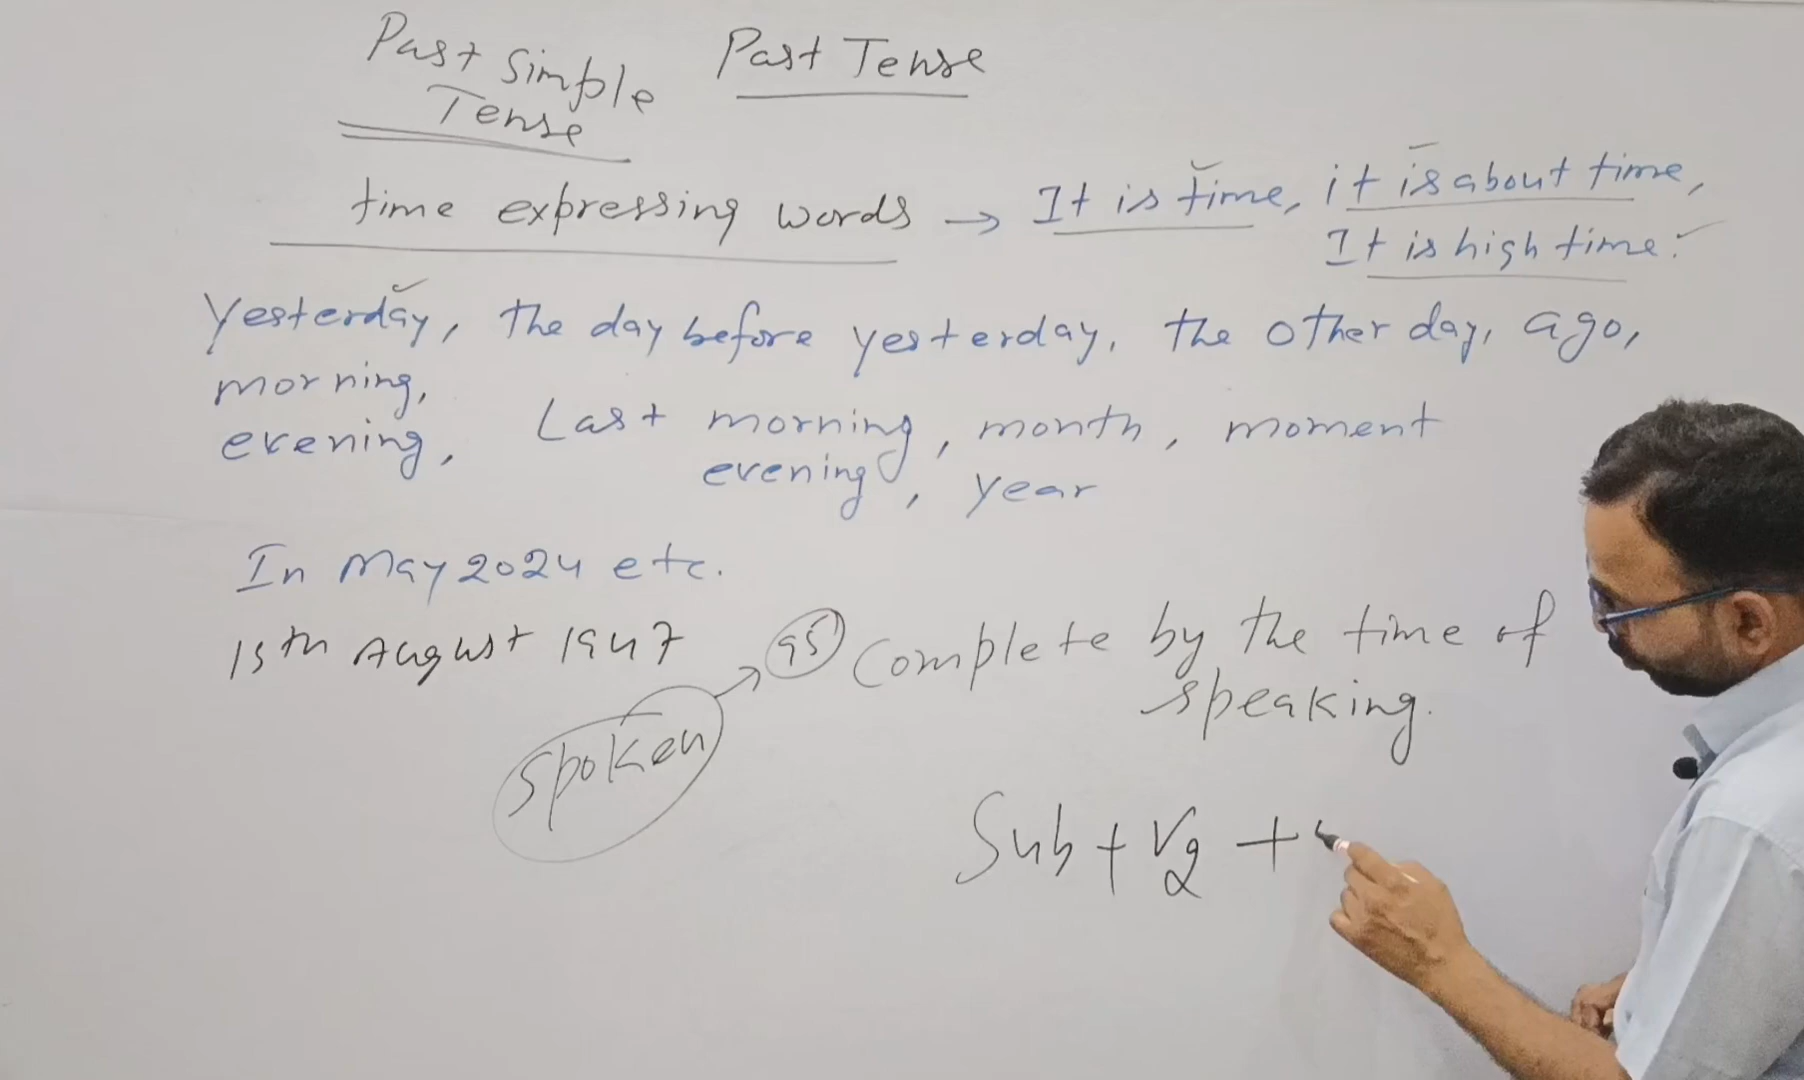 Past Simple Tense
Past Tense
time expressing words → It is time, it is about time,
It is high time.
Yesterday, the day before yesterday, the other day, ago,
morning,
evening, Last morning, month, moment
evening, year
In May 2024 etc.
15th August 1947
95 Complete by the time of
speaking.
spoken
Sub + V2 +